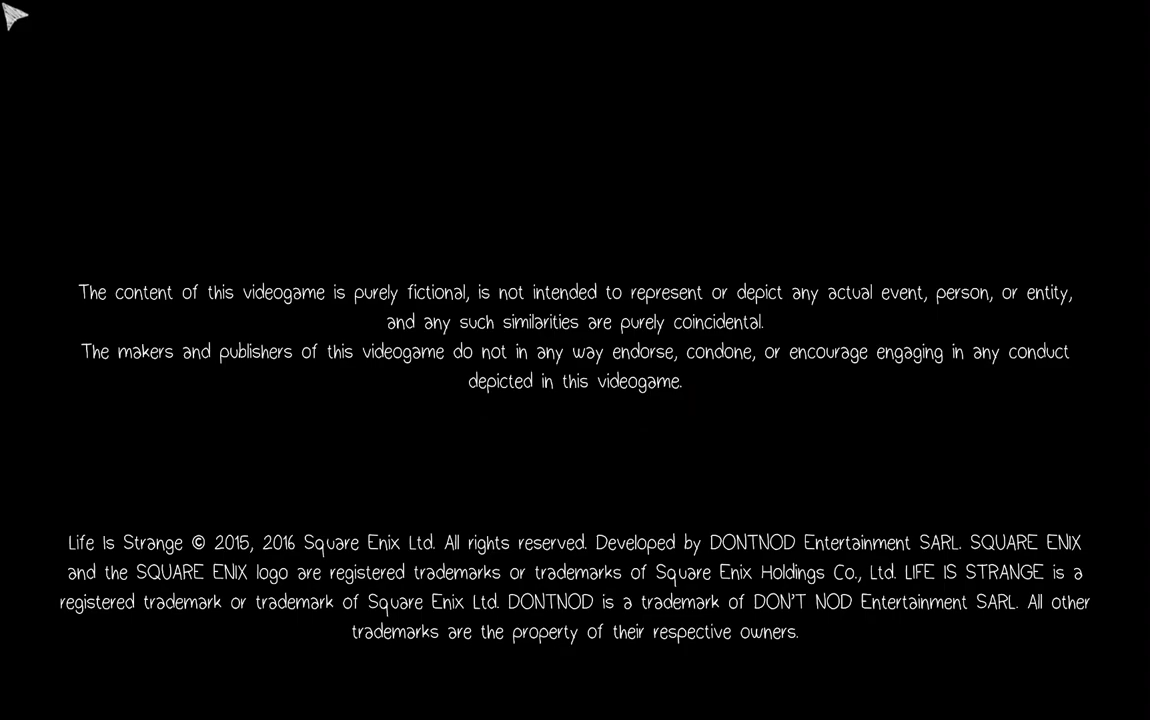 The content of this videogame is purely fictional, is not intended to represent or depict any actual event, person, or entity,
and any such similarities are purely coincidental.
The makers and publishers of this videogame do not in any way endorse, condone, or encourage engaging in any conduct
depicted in this videogame.
Life Is Strange © 2015, 2016 Square Enix Ltd. All rights reserved. Developed by DONTNOD Entertainment SARL. SQUARE ENIX
and the SQUARE ENIX logo are registered trademarks or trademarks of Square Enix Holdings Co., Ltd. LIFE IS STRANGE is a
registered trademark or trademark of Square Enix Ltd. DONTNOD is a trademark of DON'T NOD Entertainment SARL. All other
trademarks are the property of their respective owners.